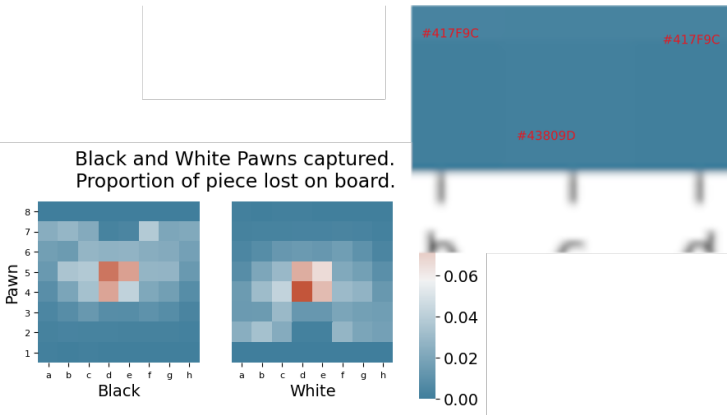 #417F9C
#417F9C
#43809D
Black and White Pawns captured.
Proportion of piece lost on board.
Pawn
8
7
6
5
4
3
2
1
a b c d e f g h
Black
a b c d e f g h
White
0.06
0.04
0.02
0.00